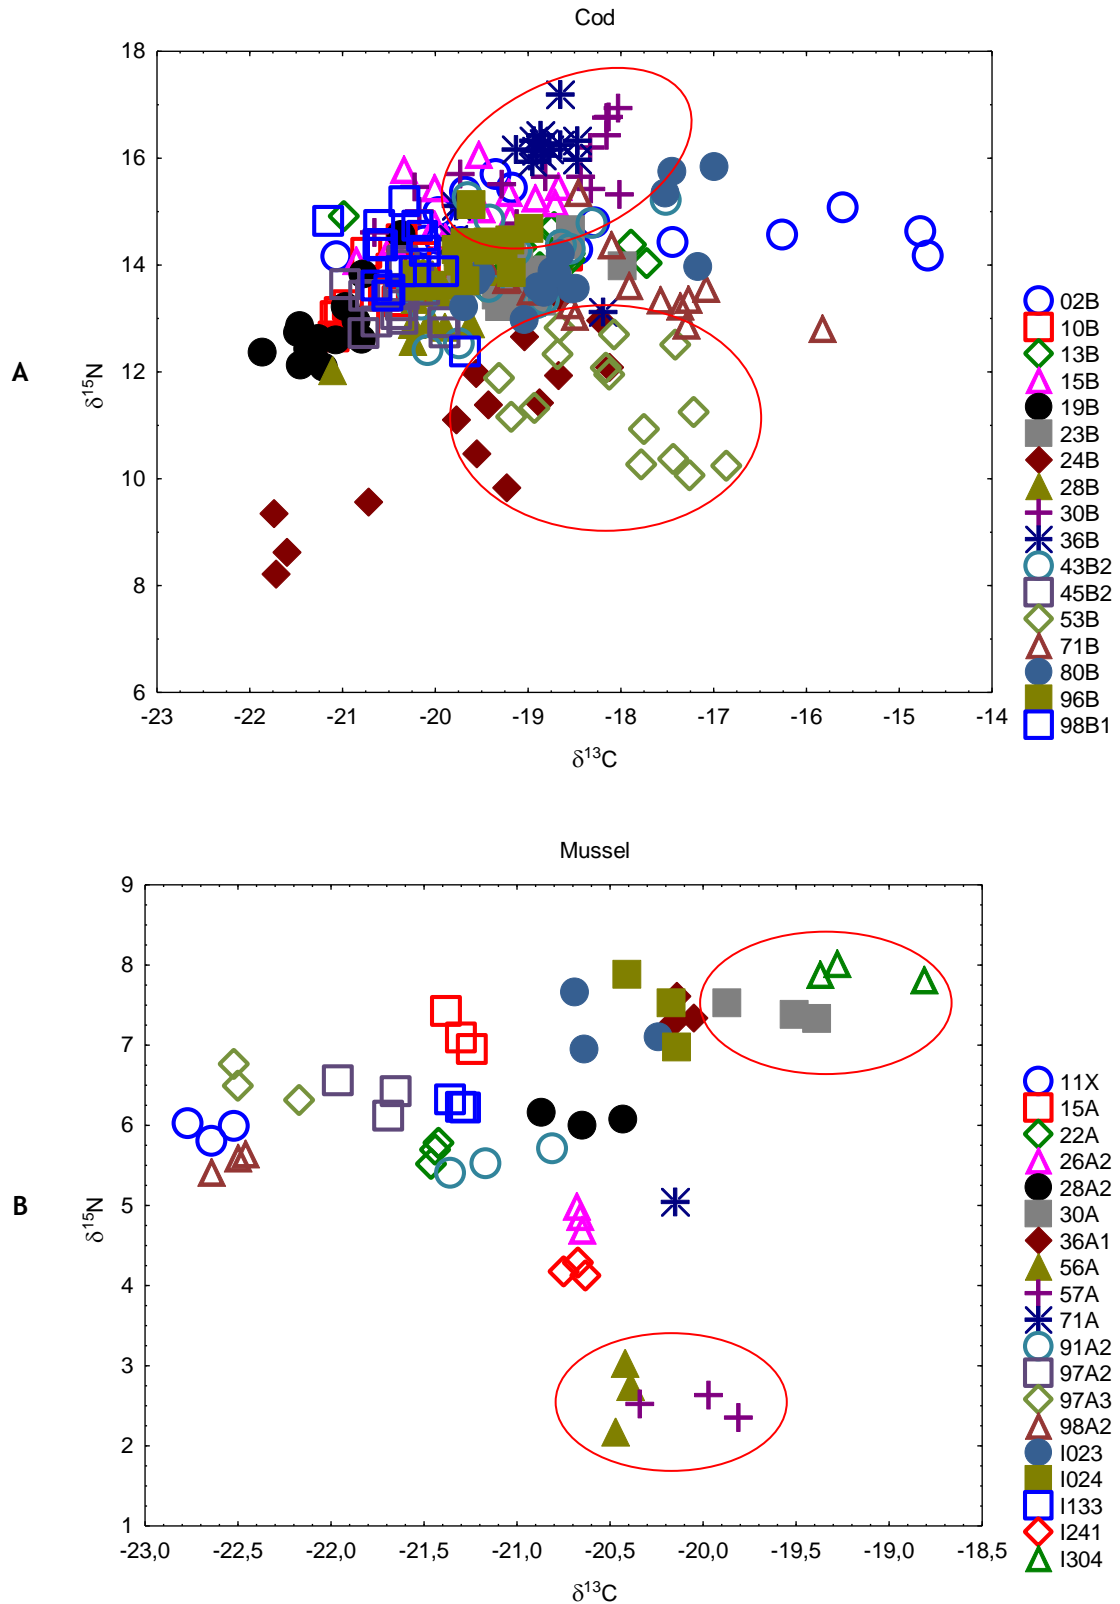 Cod
18
16
14
12
10
8
6
A
δ15N
-23 -22 -21 -20 -19 -18 -17 -16 -15 -14
δ13C
02B
10B
13B
15B
19B
23B
24B
28B
30B
36B
43B2
45B2
53B
71B
80B
96B
98B1
Mussel
9
8
7
6
5
4
3
2
1
B
δ15N
-23,0 -22,5 -22,0 -21,5 -21,0 -20,5 -20,0 -19,5 -19,0 -18,5
δ13C
11X
15A
22A
26A2
28A2
30A
36A1
56A
57A
71A
91A2
97A2
97A3
98A2
I023
I024
I133
I241
I304